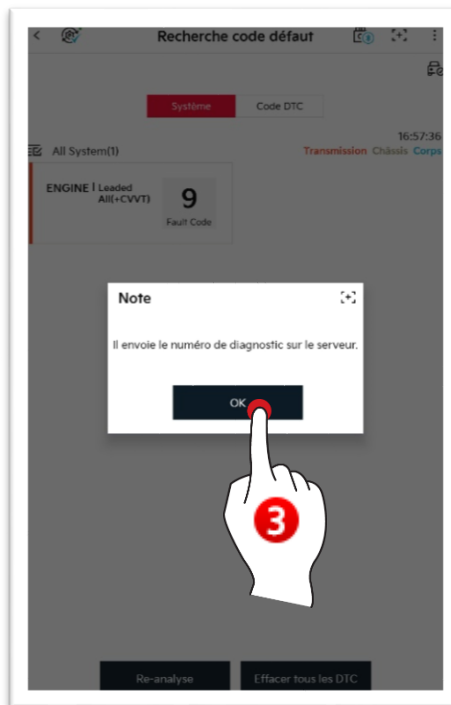 Recherche code défaut
Système
Code DTC
16:57:36
All System(1)
Transmission Châssis Corps
ENGINE | Leaded
All(+CVVT)
9
Fault Code
Note
Il envoie le numéro de diagnostic sur le serveur.
OK
3
Re-analyse
Effacer tous les DTC